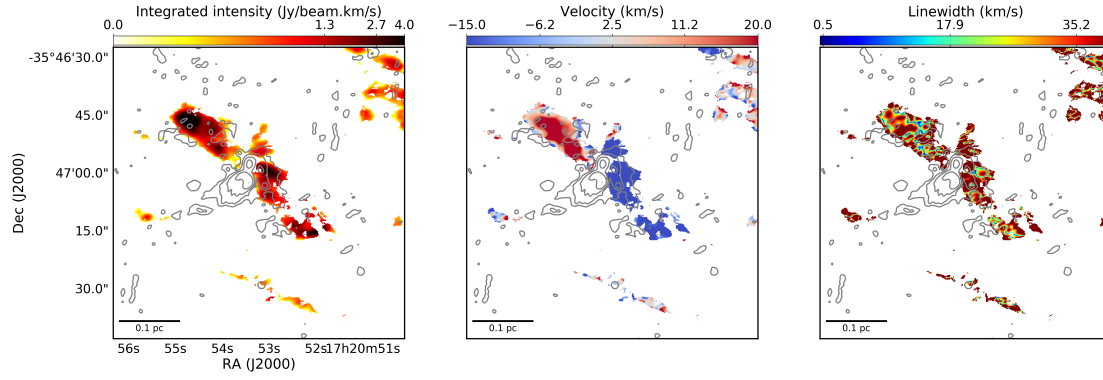 Integrated intensity (Jy/beam.km/s)
0.0 1.3 2.7 4.0
Velocity (km/s)
−15.0 −6.2 2.5 11.2 20.0
Linewidth (km/s)
0.5 17.9 35.2
-35°46'30.0"
45.0"
47'00.0"
15.0"
30.0"
Dec (J2000)
0.1 pc
0.1 pc
0.1 pc
56s 55s 54s 53s 52s 17h20m51s
RA (J2000)